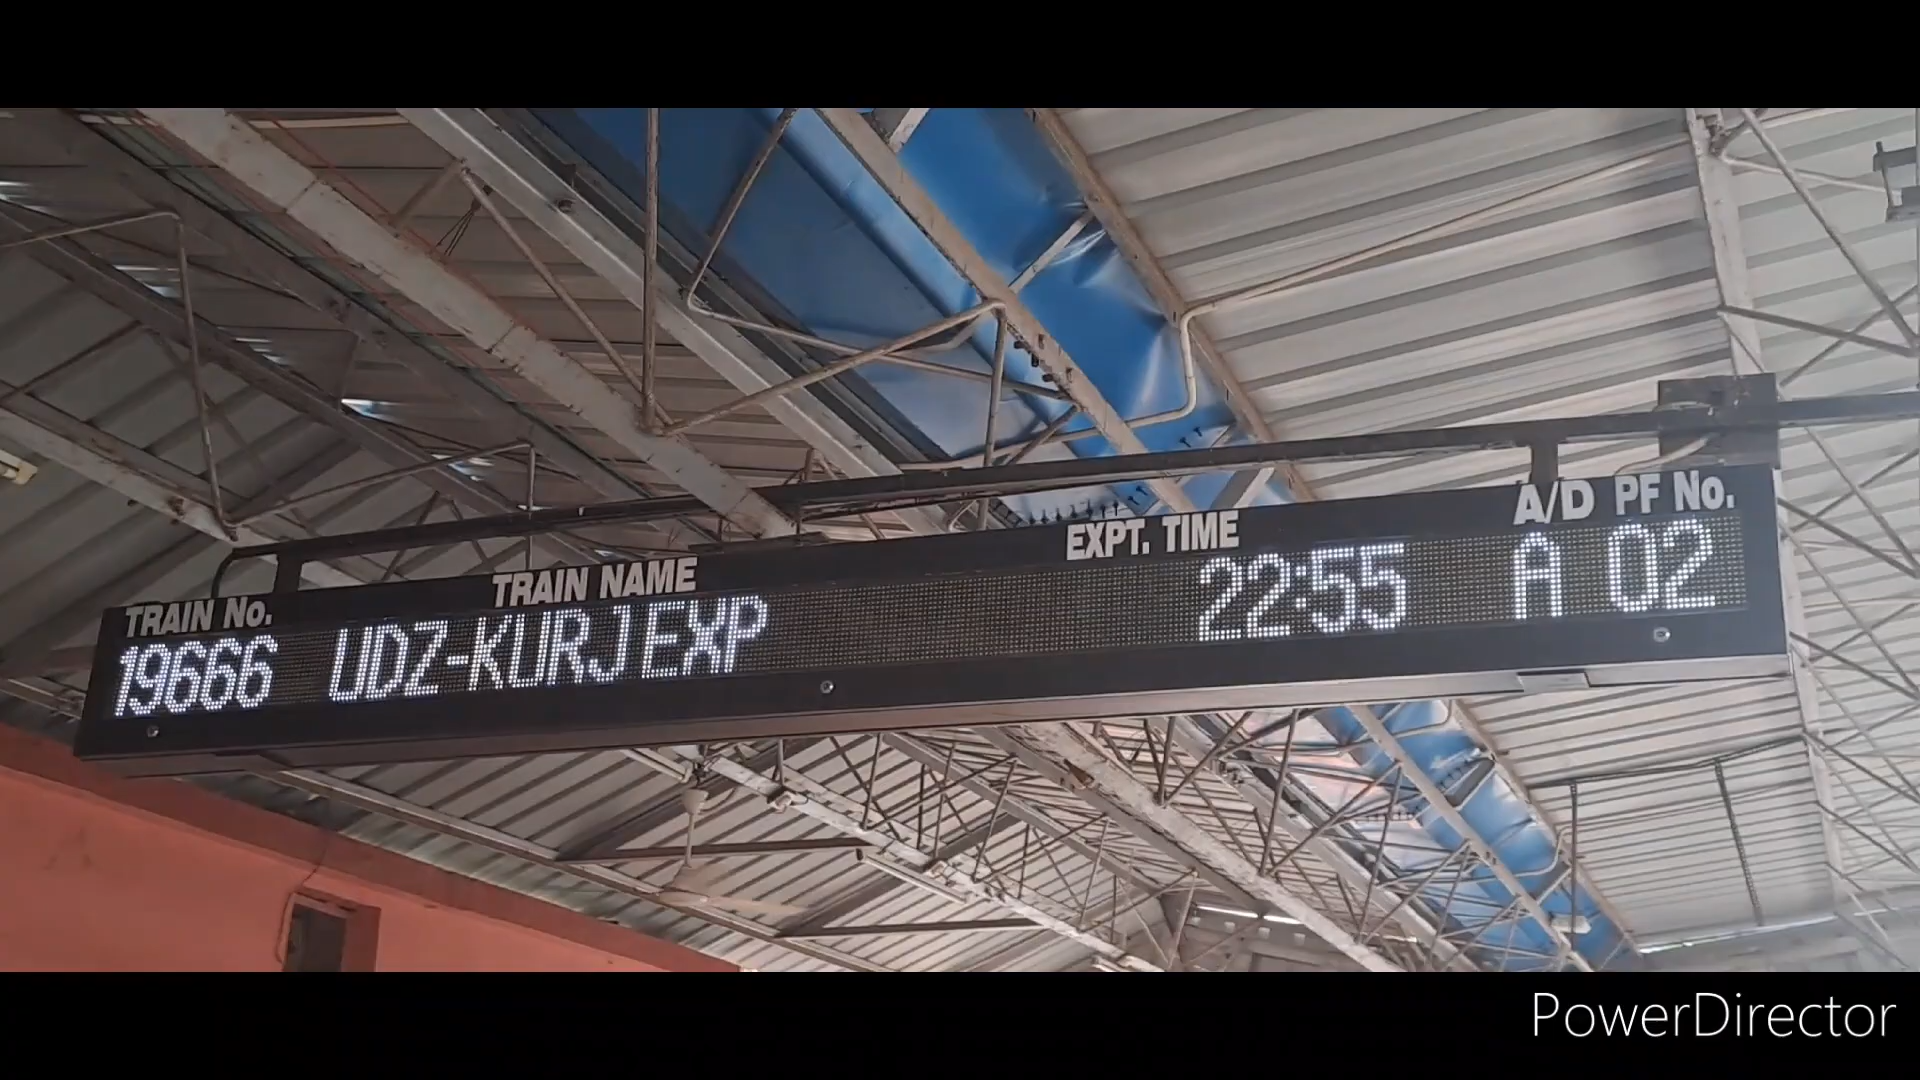 TRAIN No. TRAIN NAME EXPT. TIME A/D PF No.
19666 UDZ-KURJ EXP 22:55 A 02
PowerDirector